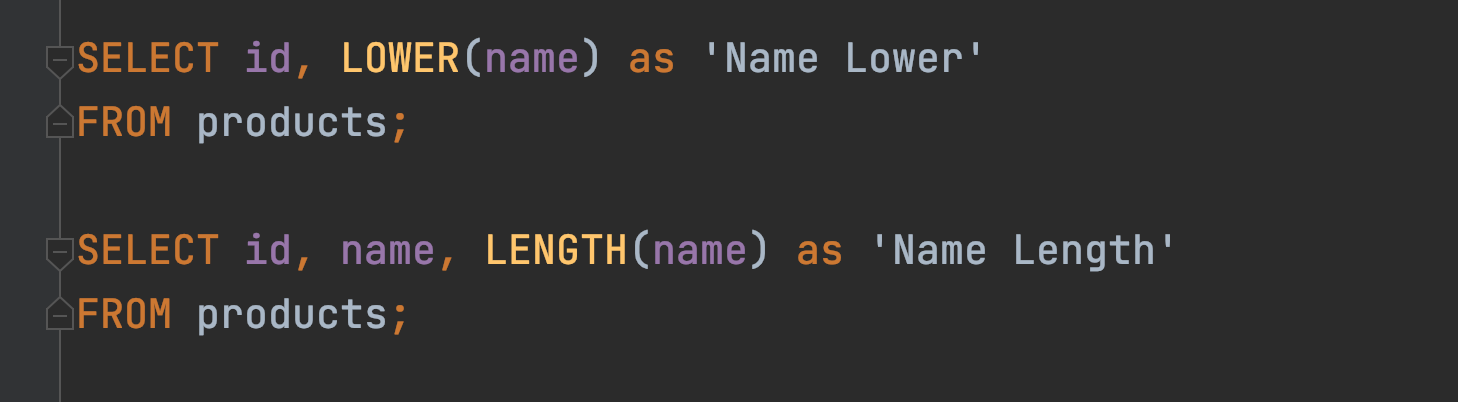 SELECT id, LOWER(name) as 'Name Lower'
FROM products;
SELECT id, name, LENGTH(name) as 'Name Length'
FROM products;